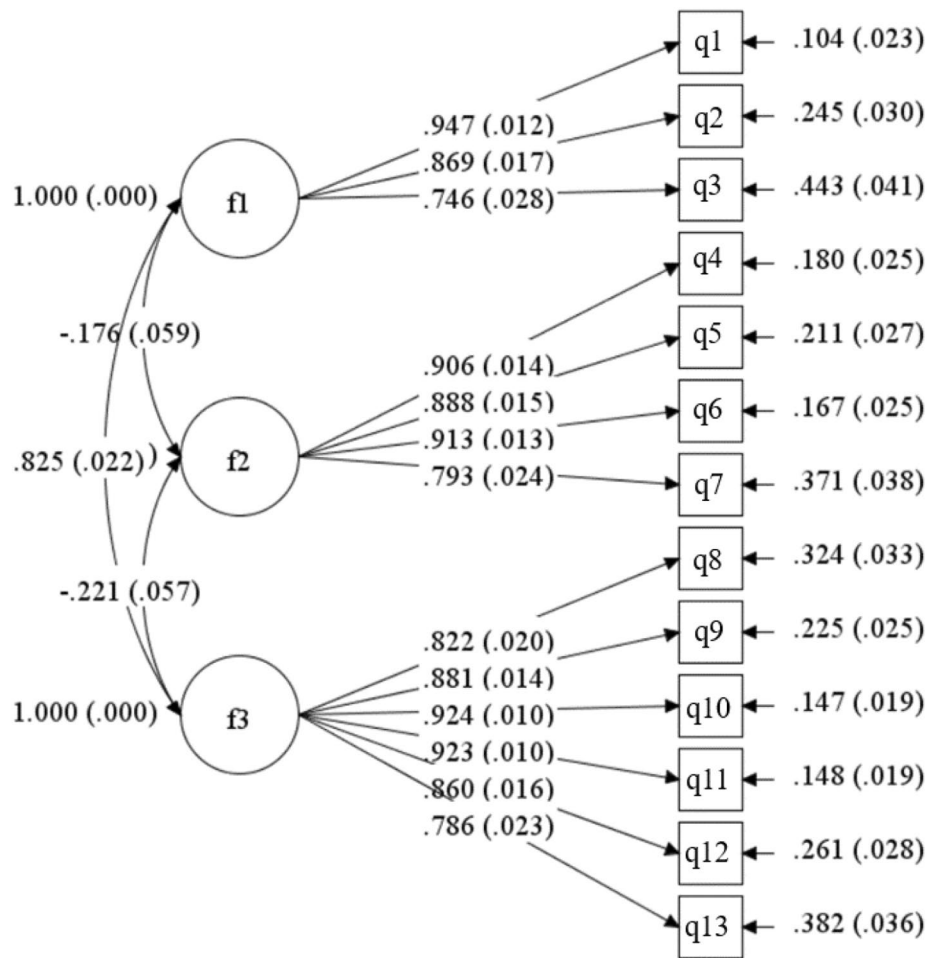 q1
.104 (.023)
.947 (.012)
q2
.245 (.030)
.869 (.017)
1.000 (.000)
f1
.746 (.028)
q3
.443 (.041)
q4
.180 (.025)
-.176 (.059)
q5
.211 (.027)
.906 (.014)
.888 (.015)
q6
.167 (.025)
.913 (.013)
.825 (.022)
)
f2
.793 (.024)
q7
.371 (.038)
q8
.324 (.033)
-.221 (.057)
q9
.225 (.025)
.822 (.020)
.881 (.014)
1.000 (.000)
f3
.924 (.010)
q10
.147 (.019)
.923 (.010)
q11
.148 (.019)
.860 (.016)
.786 (.023)
q12
.261 (.028)
q13
.382 (.036)